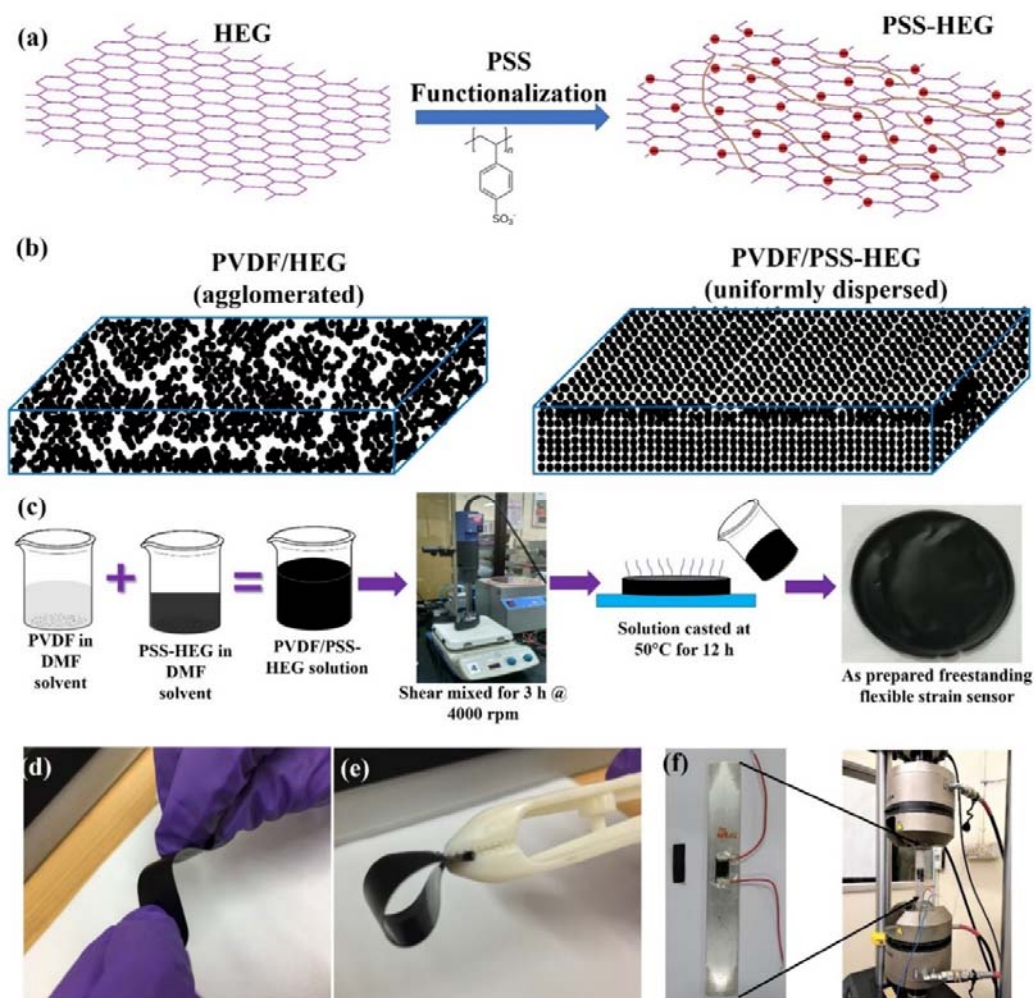 (a)
HEG
PSS
Functionalization
n
SO₃⁻
PSS-HEG
(b)
PVDF/HEG
(agglomerated)
PVDF/PSS-HEG
(uniformly dispersed)
(c)
PVDF in
DMF
solvent
PSS-HEG in
DMF
solvent
PVDF/PSS-
HEG solution
Shear mixed for 3 h @
4000 rpm
Solution casted at
50°C for 12 h
As prepared freestanding
flexible strain sensor
(d)
(e)
(f)